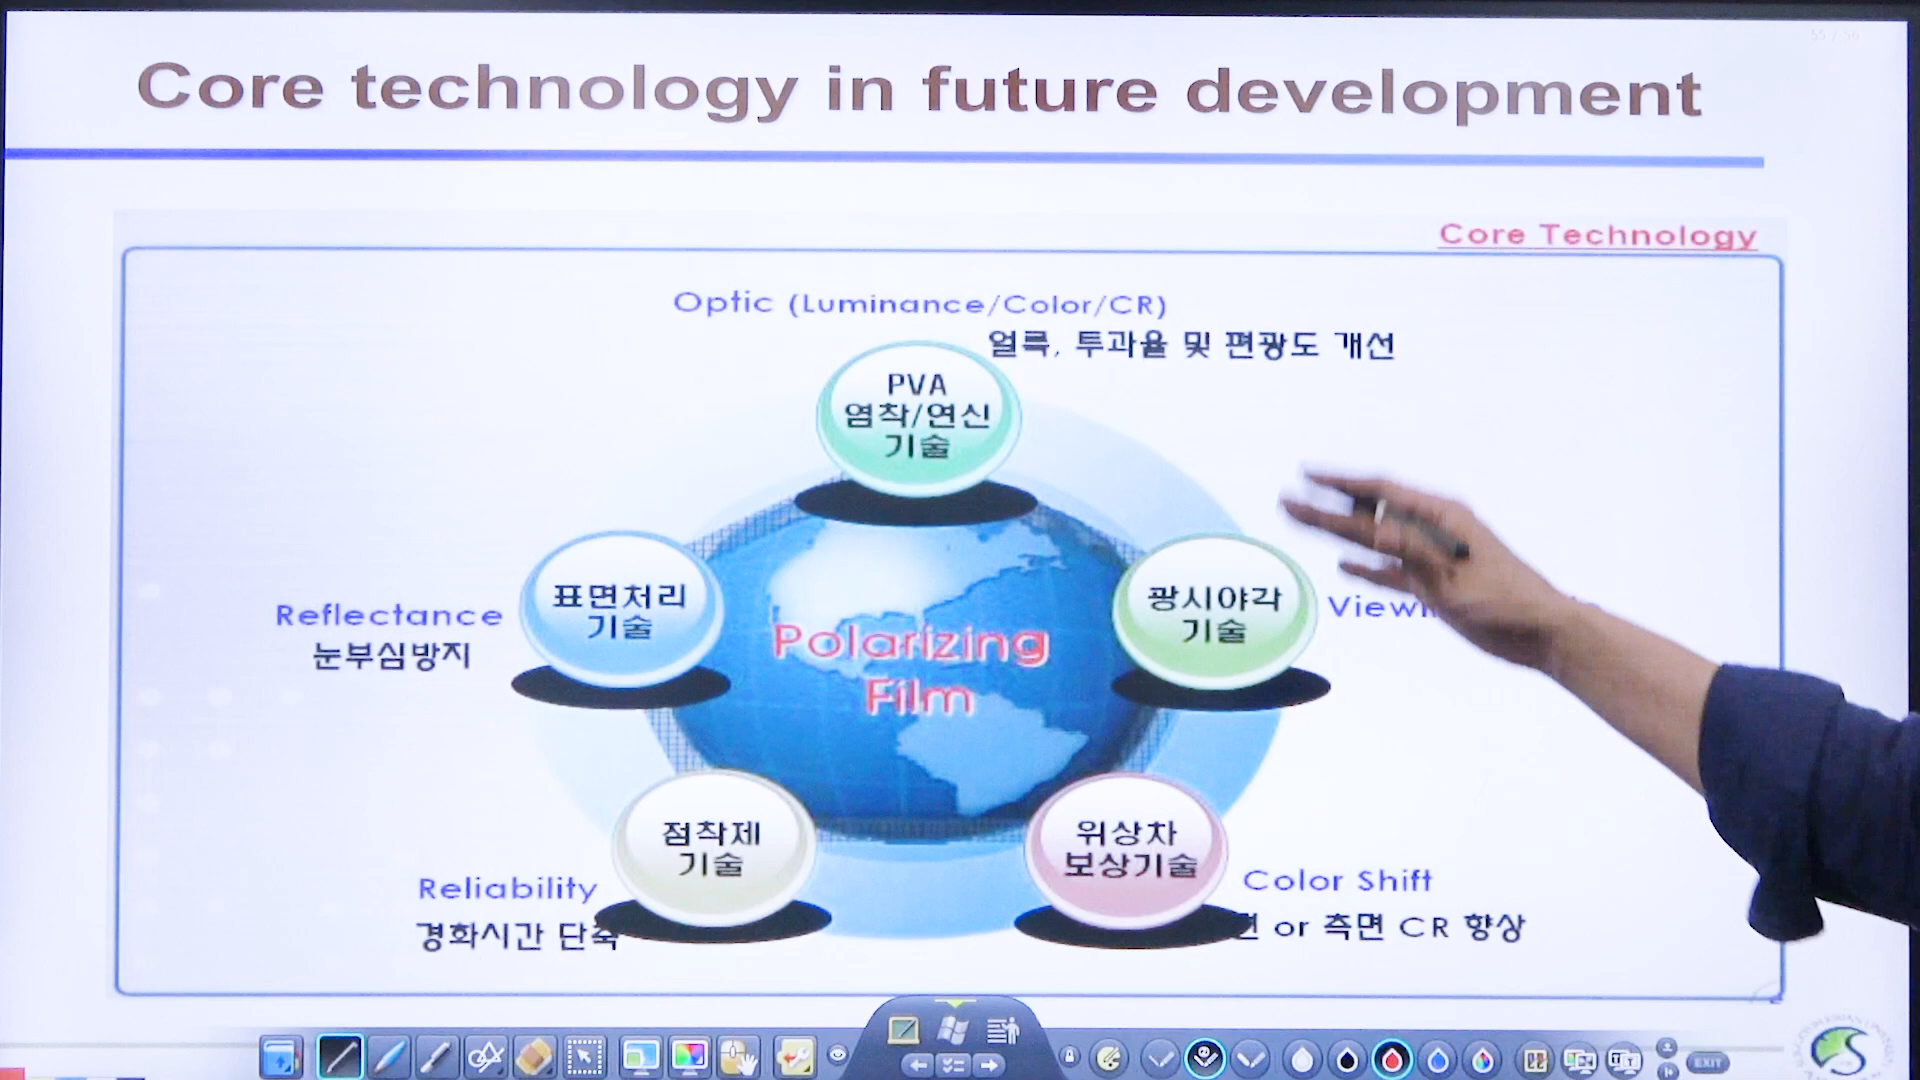 Core technology in future development
Core Technology
Optic (Luminance/Color/CR)
얼룩, 투과율 및 편광도 개선
PVA
염착/연신
기술
표면처리
기술
Reflectance
눈부심방지
Polarizing
Film
광시야각
기술
점착제
기술
Reliability
경화시간 단축
위상차
보상기술
Color Shift
or 측면 CR 향상
EXIT